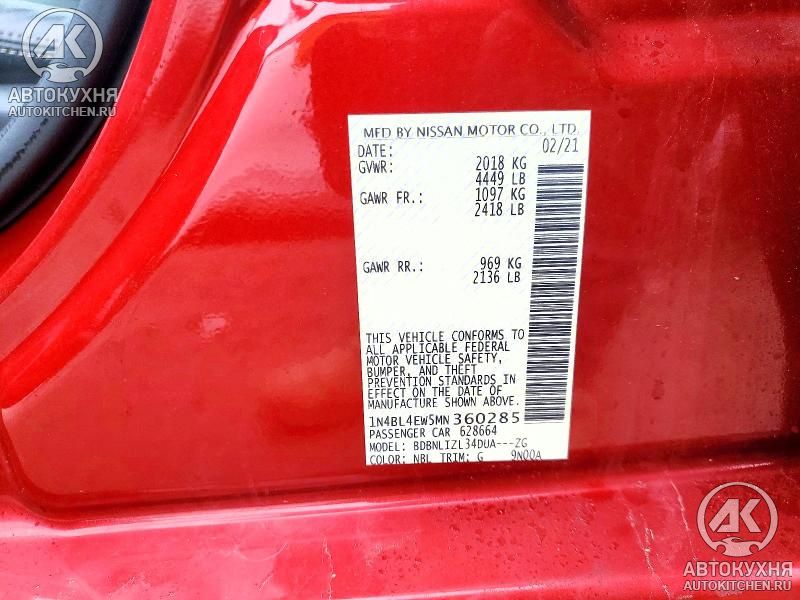 AK
АВТОКУХНЯ
AUTOKITCHEN.RU
MFD BY NISSAN MOTOR CO., LTD.
DATE: 02/21
GVWR: 2018 KG
4449 LB
GAWR FR.: 1097 KG
2418 LB
GAWR RR.: 969 KG
2136 LB
THIS VEHICLE CONFORMS TO
ALL APPLICABLE FEDERAL
MOTOR VEHICLE SAFETY,
BUMPER, AND THEFT
PREVENTION STANDARDS IN
EFFECT ON THE DATE OF
MANUFACTURE SHOWN ABOVE.
1N4BL4EW5MN360285
PASSENGER CAR 628664
MODEL: BDBNLIZL34DUA---ZG
COLOR: NBL TRIM: G 9N00A
AK
АВТОКУХНЯ
AUTOKITCHEN.RU